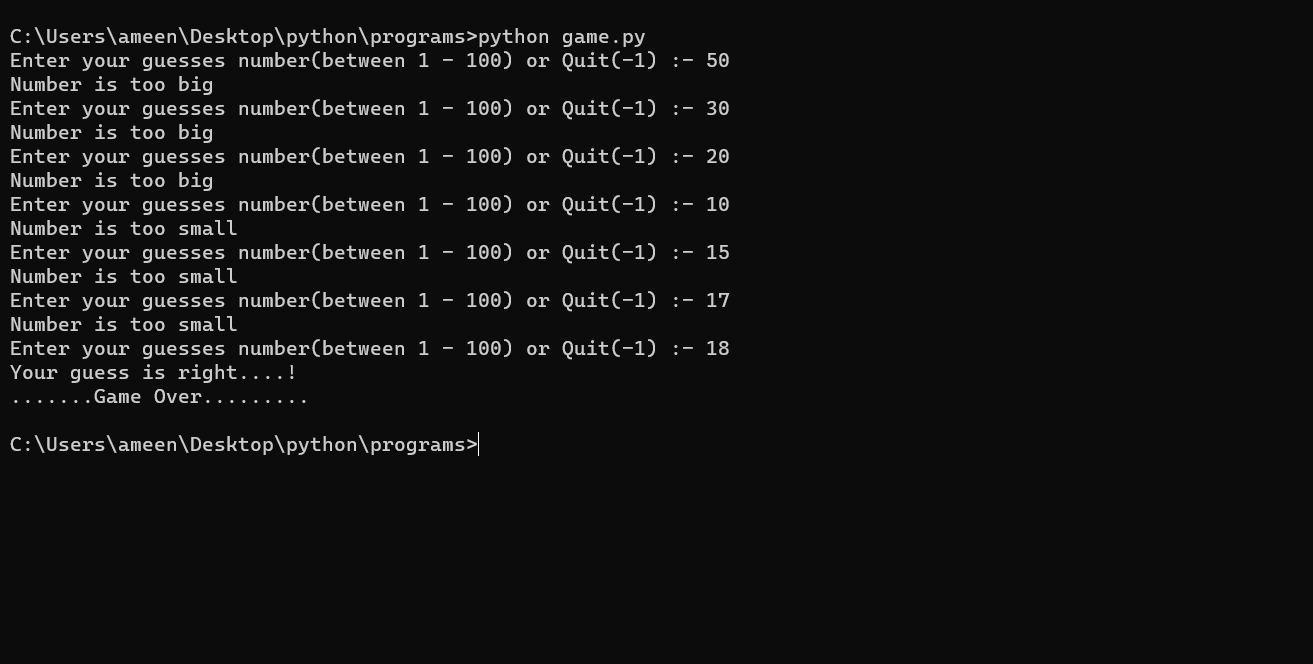 C:\Users\ameen\Desktop\python\programs>python game.py
Enter your guesses number(between 1 - 100) or Quit(-1) :- 50
Number is too big
Enter your guesses number(between 1 - 100) or Quit(-1) :- 30
Number is too big
Enter your guesses number(between 1 - 100) or Quit(-1) :- 20
Number is too big
Enter your guesses number(between 1 - 100) or Quit(-1) :- 10
Number is too small
Enter your guesses number(between 1 - 100) or Quit(-1) :- 15
Number is too small
Enter your guesses number(between 1 - 100) or Quit(-1) :- 17
Number is too small
Enter your guesses number(between 1 - 100) or Quit(-1) :- 18
Your guess is right....!
.......Game Over.........
C:\Users\ameen\Desktop\python\programs>